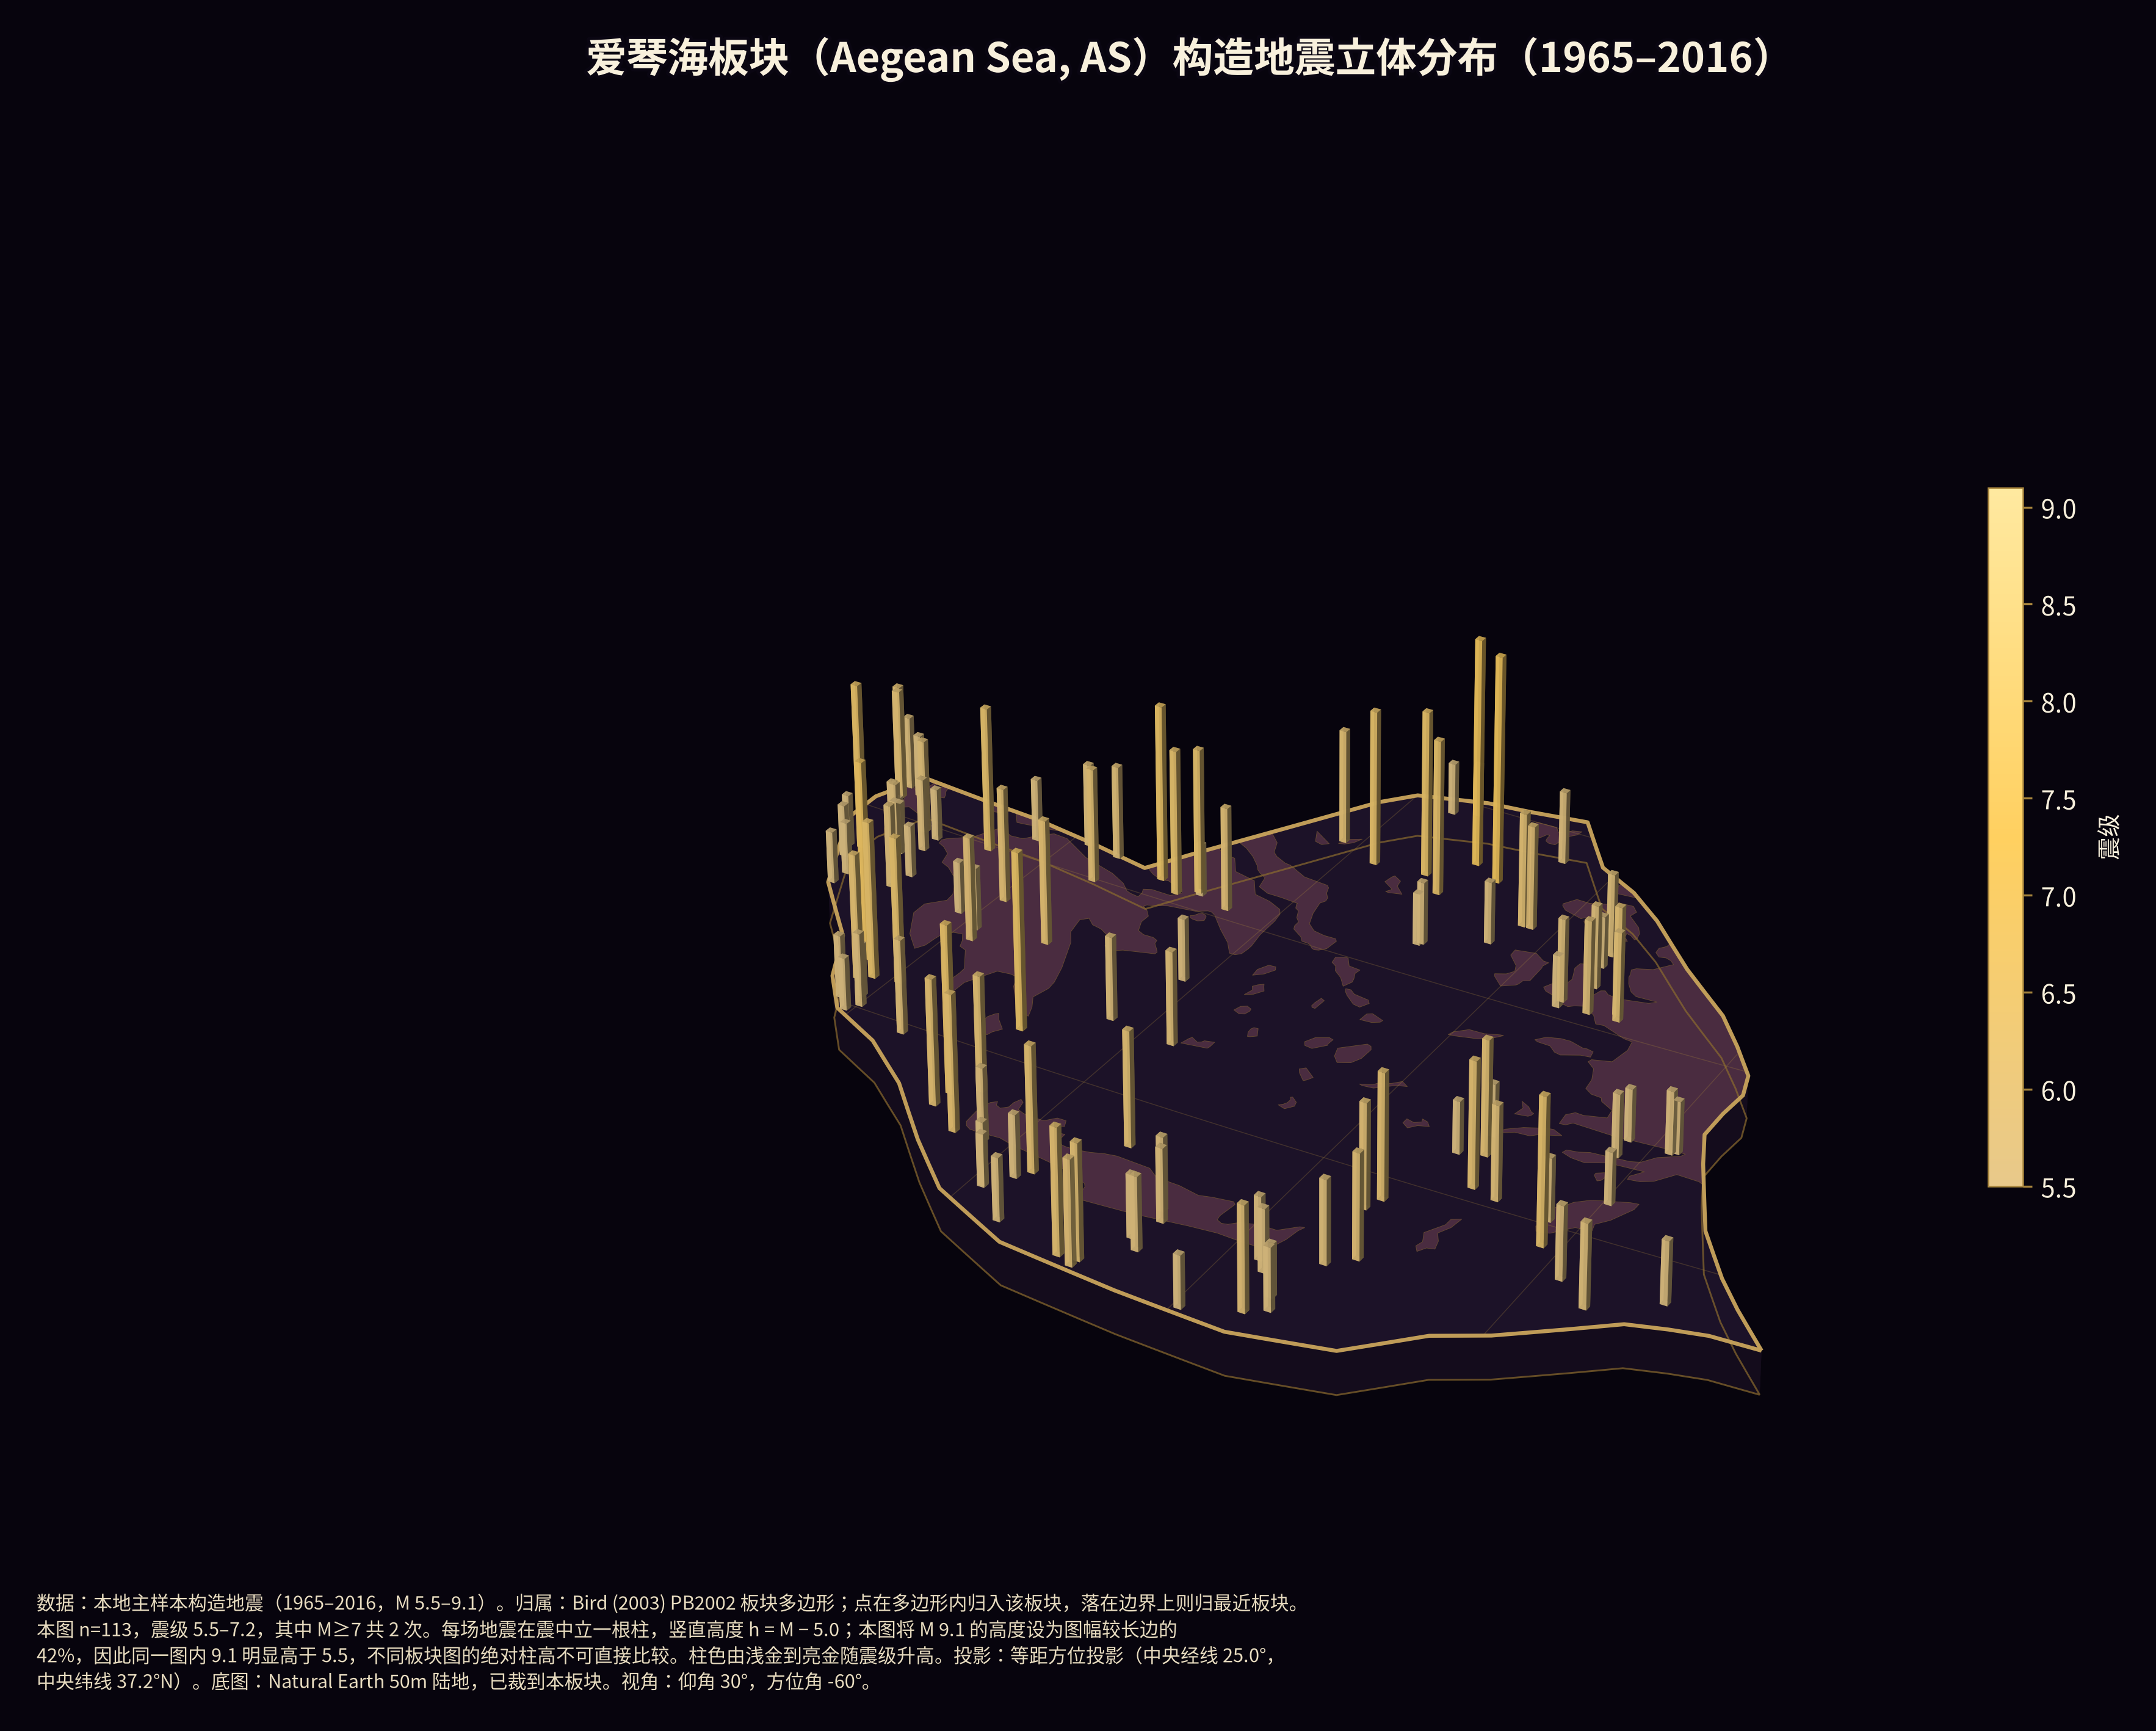 爱琴海板块（Aegean Sea, AS）构造地震立体分布（1965–2016）
9.0
8.5
8.0
7.5
7.0
6.5
6.0
5.5
震级
数据：本地主样本构造地震（1965–2016，M 5.5–9.1）。归属：Bird (2003) PB2002 板块多边形；点在多边形内归入该板块，落在边界上则归最近板块。
本图 n=113，震级 5.5–7.2，其中 M≥7 共 2 次。每场地震在震中立一根柱，竖直高度 h = M − 5.0；本图将 M 9.1 的高度设为图幅较长边的
42%，因此同一图内 9.1 明显高于 5.5，不同板块图的绝对柱高不可直接比较。柱色由浅金到亮金随震级升高。投影：等距方位投影（中央经线 25.0°，
中央纬线 37.2°N）。底图：Natural Earth 50m 陆地，已裁到本板块。视角：仰角 30°，方位角 -60°。